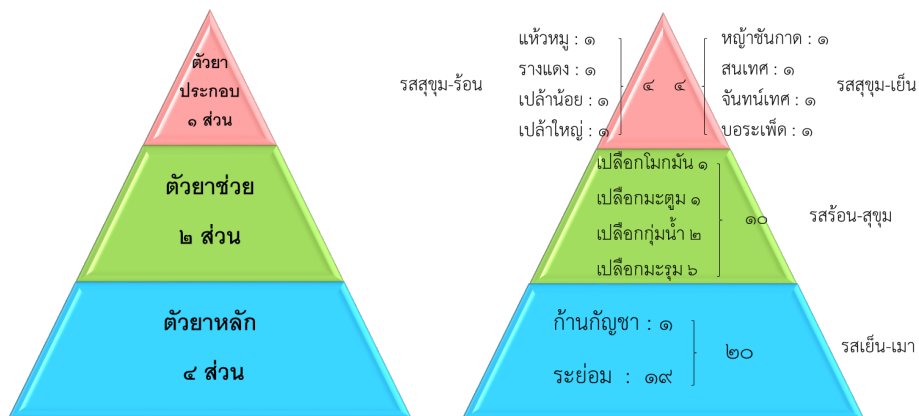 ตัวยา
ประกอบ
๑ ส่วน
ตัวยาช่วย
๒ ส่วน
ตัวยาหลัก
๔ ส่วน
รสสุขุม-ร้อน
แห้วหมู : ๑
รางแดง : ๑
เปล้าน้อย : ๑
เปล้าใหญ่ : ๑
๔ ๔
หญ้าชันกาด : ๑
สนเทศ : ๑
จันทน์เทศ : ๑
บอระเพ็ด : ๑
รสสุขุม-เย็น
เปลือกโมกมัน ๑
เปลือกมะตูม ๑
เปลือกกุ่มน้ำ ๒
เปลือกมะรุม ๖
๑๐
รสร้อน-สุขุม
ก้านกัญชา : ๑
ระย่อม : ๑๙
๒๐
รสเย็น-เมา